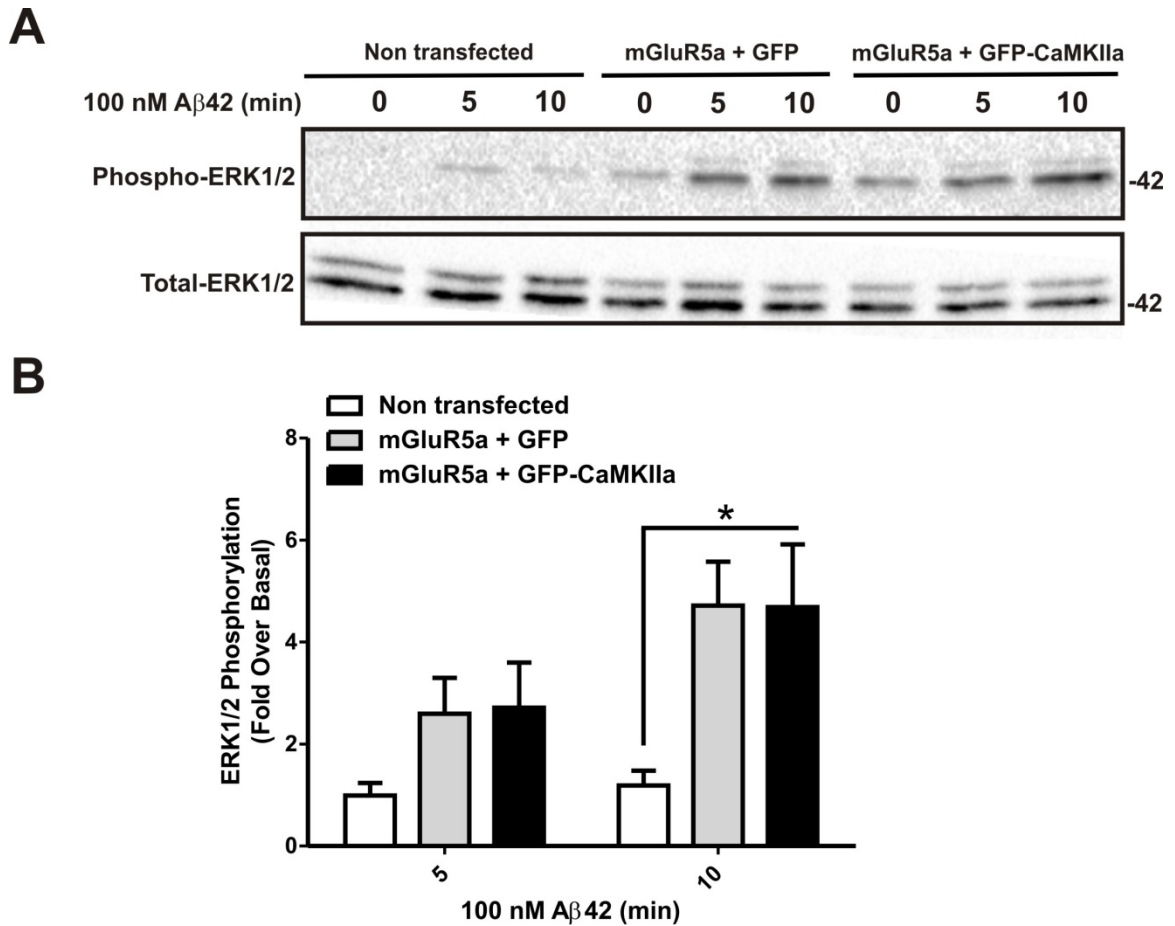 A
Non transfected mGluR5a + GFP mGluR5a + GFP-CaMKIIa
100 nM Aβ42 (min) 0 5 10 0 5 10 0 5 10
Phospho-ERK1/2 -42
Total-ERK1/2 -42
B
Non transfected
mGluR5a + GFP
mGluR5a + GFP-CaMKIIa
ERK1/2 Phosphorylation
(Fold Over Basal)
8
6
4
2
0
*
5 10
100 nM Aβ42 (min)